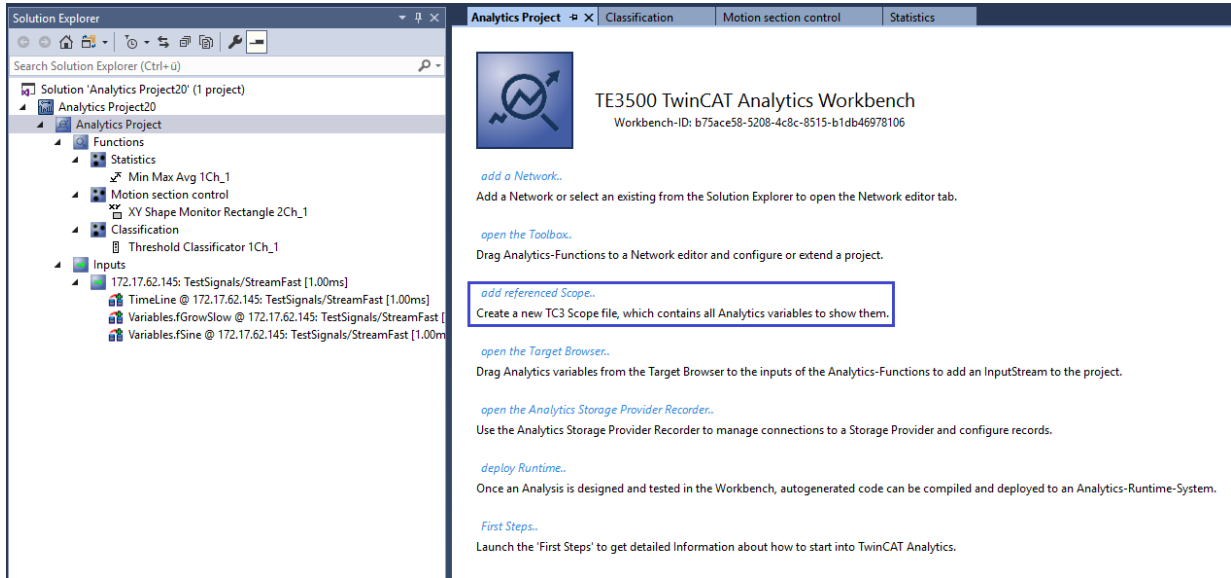 Solution Explorer
Search Solution Explorer (Ctrl+ü)
Solution 'Analytics Project20' (1 project)
Analytics Project20
Analytics Project
Functions
Statistics
Min Max Avg 1Ch_1
Motion section control
XY Shape Monitor Rectangle 2Ch_1
Classification
Threshold Classificator 1Ch_1
Inputs
172.17.62.145: TestSignals/StreamFast [1.00ms]
TimeLine @ 172.17.62.145: TestSignals/StreamFast [1.00ms]
Variables.fGrowSlow @ 172.17.62.145: TestSignals/StreamFast [
Variables.fSine @ 172.17.62.145: TestSignals/StreamFast [1.00m
Analytics Project Classification Motion section control Statistics
TE3500 TwinCAT Analytics Workbench
Workbench-ID: b75ace58-5208-4c8c-8515-b1db46978106
add a Network..
Add a Network or select an existing from the Solution Explorer to open the Network editor tab.
open the Toolbox..
Drag Analytics-Functions to a Network editor and configure or extend a project.
add referenced Scope..
Create a new TC3 Scope file, which contains all Analytics variables to show them.
open the Target Browser..
Drag Analytics variables from the Target Browser to the inputs of the Analytics-Functions to add an InputStream to the project.
open the Analytics Storage Provider Recorder..
Use the Analytics Storage Provider Recorder to manage connections to a Storage Provider and configure records.
deploy Runtime..
Once an Analysis is designed and tested in the Workbench, autogenerated code can be compiled and deployed to an Analytics-Runtime-System.
First Steps..
Launch the 'First Steps' to get detailed Information about how to start into TwinCAT Analytics.